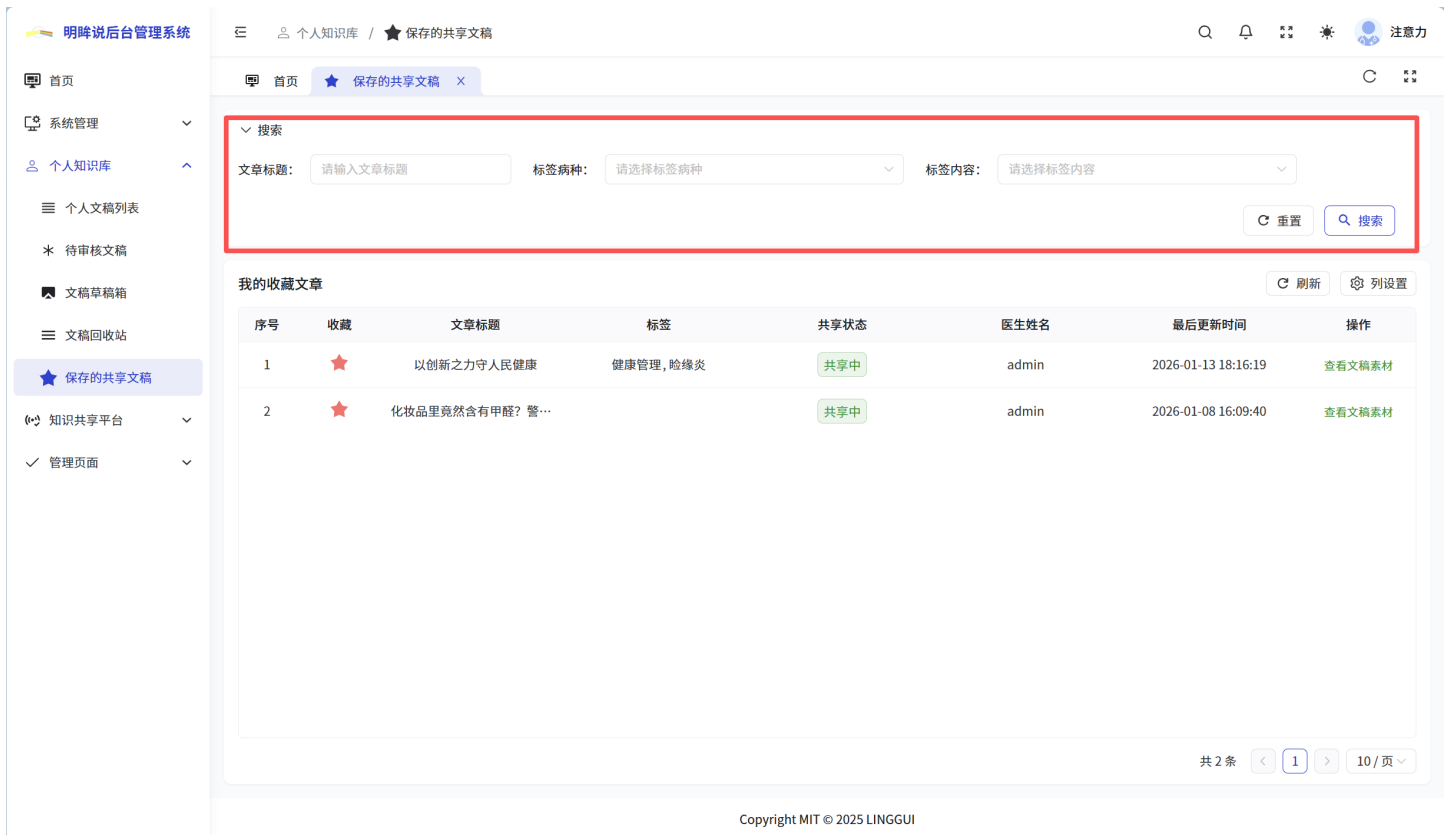 明眸说后台管理系统
个人知识库 / 保存的共享文稿
注意力
首页
系统管理
个人知识库
个人文稿列表
待审核文稿
文稿草稿箱
文稿回收站
保存的共享文稿
知识共享平台
管理页面
首页 保存的共享文稿 X
搜索
文章标题： 请输入文章标题 标签病种： 请选择标签病种 标签内容： 请选择标签内容
重置 搜索
我的收藏文章 刷新 列设置
序号 收藏 文章标题 标签 共享状态 医生姓名 最后更新时间 操作
1 以创新之力守人民健康 健康管理,睑缘炎 共享中 admin 2026-01-13 18:16:19 查看文稿素材
2 化妆品里竟然含有甲醛？警… 共享中 admin 2026-01-08 16:09:40 查看文稿素材
共 2 条 1 10 / 页
Copyright MIT © 2025 LINGGUI